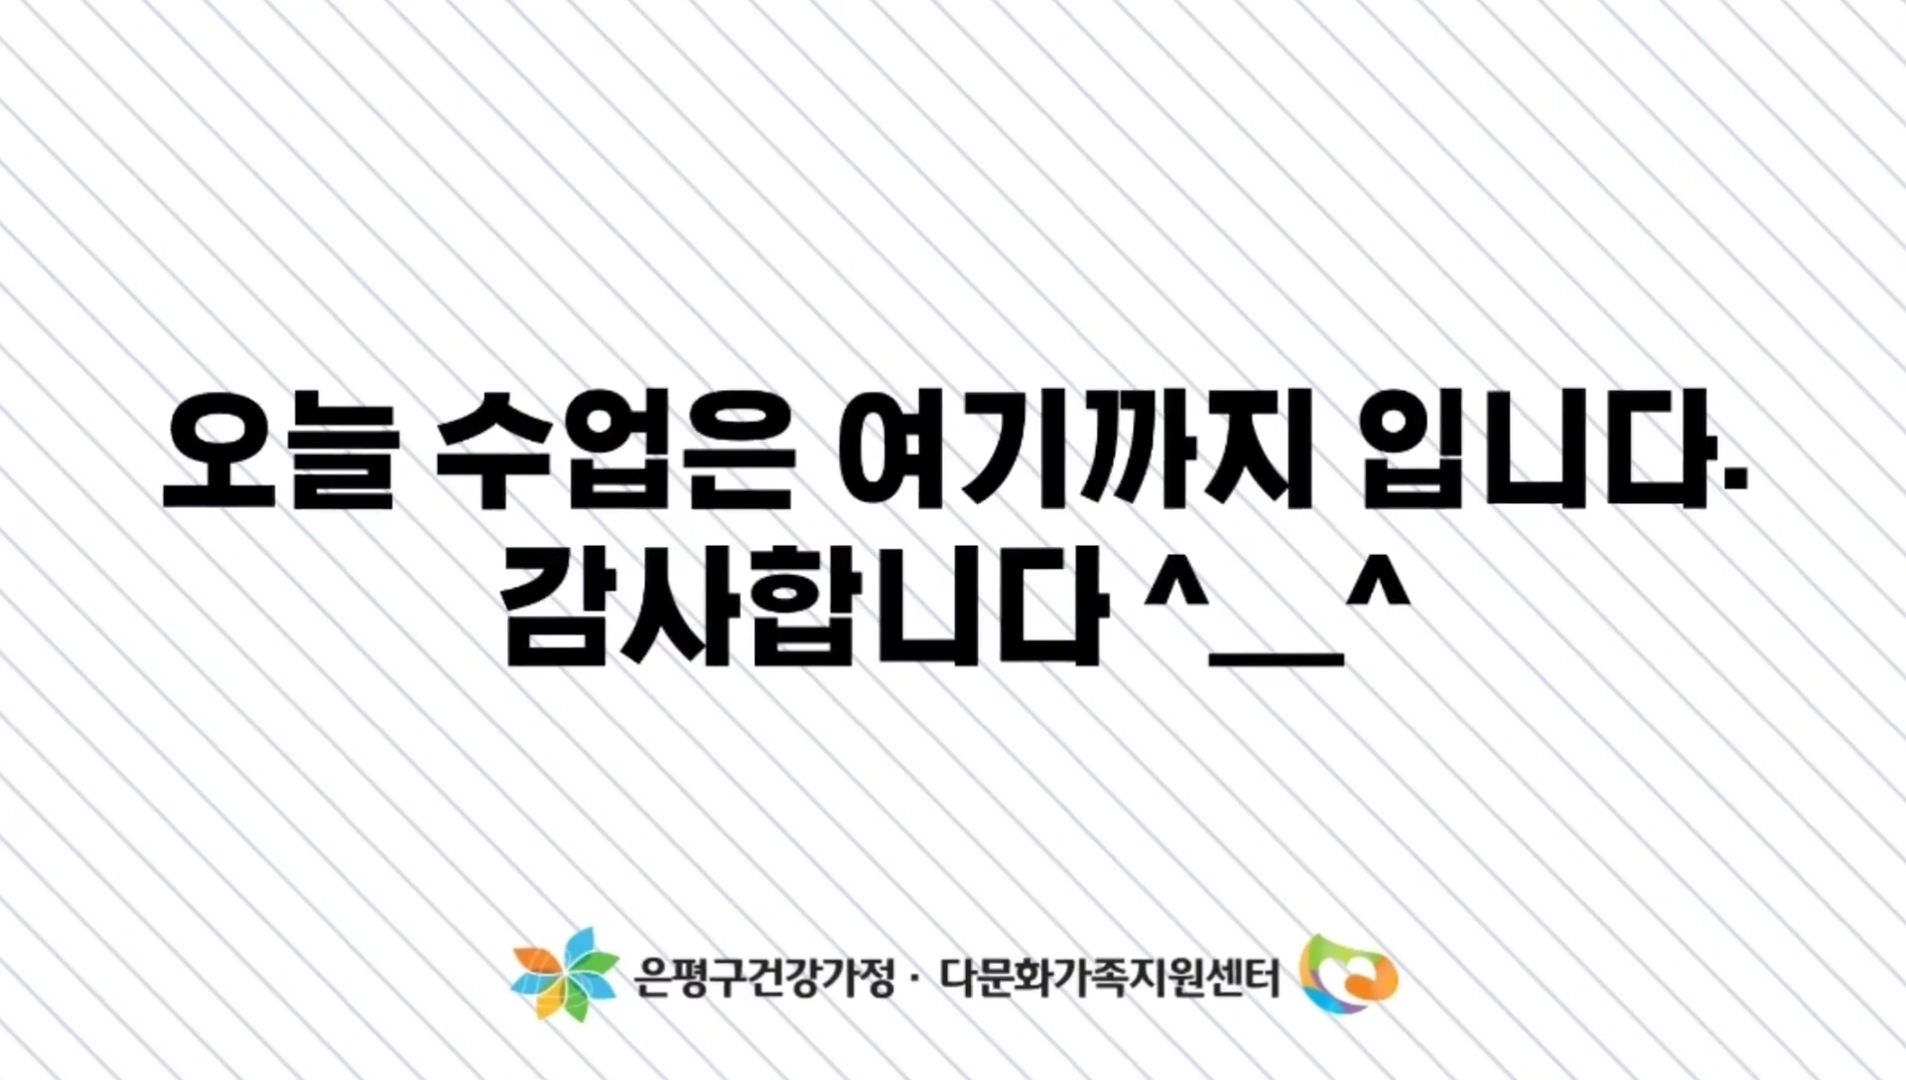 오늘 수업은 여기까지 입니다.
감사합니다 ^__^
은평구건강가정 · 다문화가족지원센터